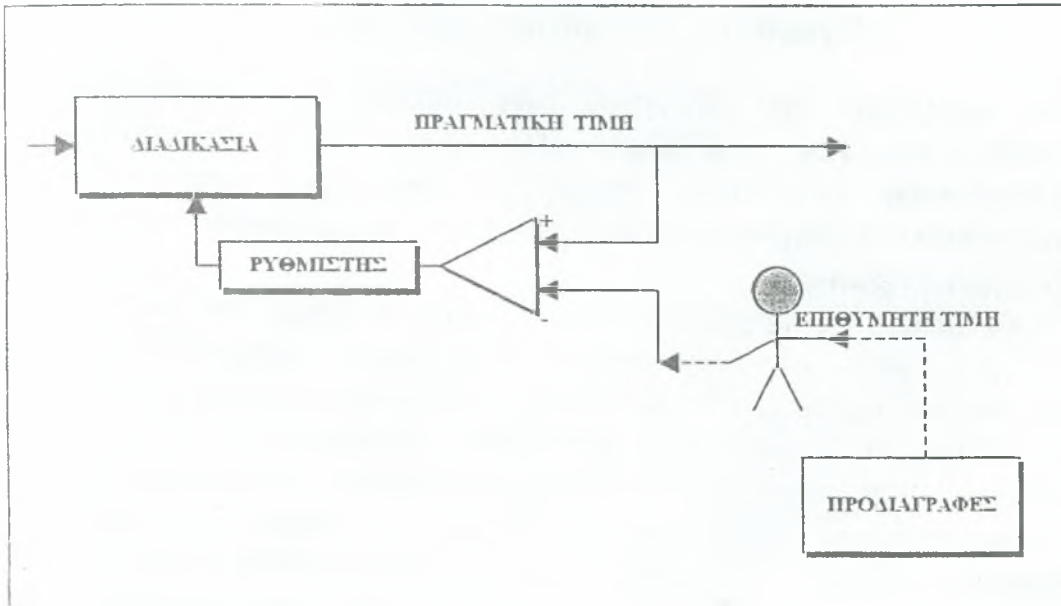 ΠΡΑΓΜΑΤΙΚΗ ΤΙΜΗ
ΔΙΑΔΙΚΑΣΙΑ
+
ΡΥΘΜΙΣΤΗΣ
-
ΕΠΙΘΥΜΗΤΗ ΤΙΜΗ
ΠΡΟΔΙΑΓΡΑΦΕΣ